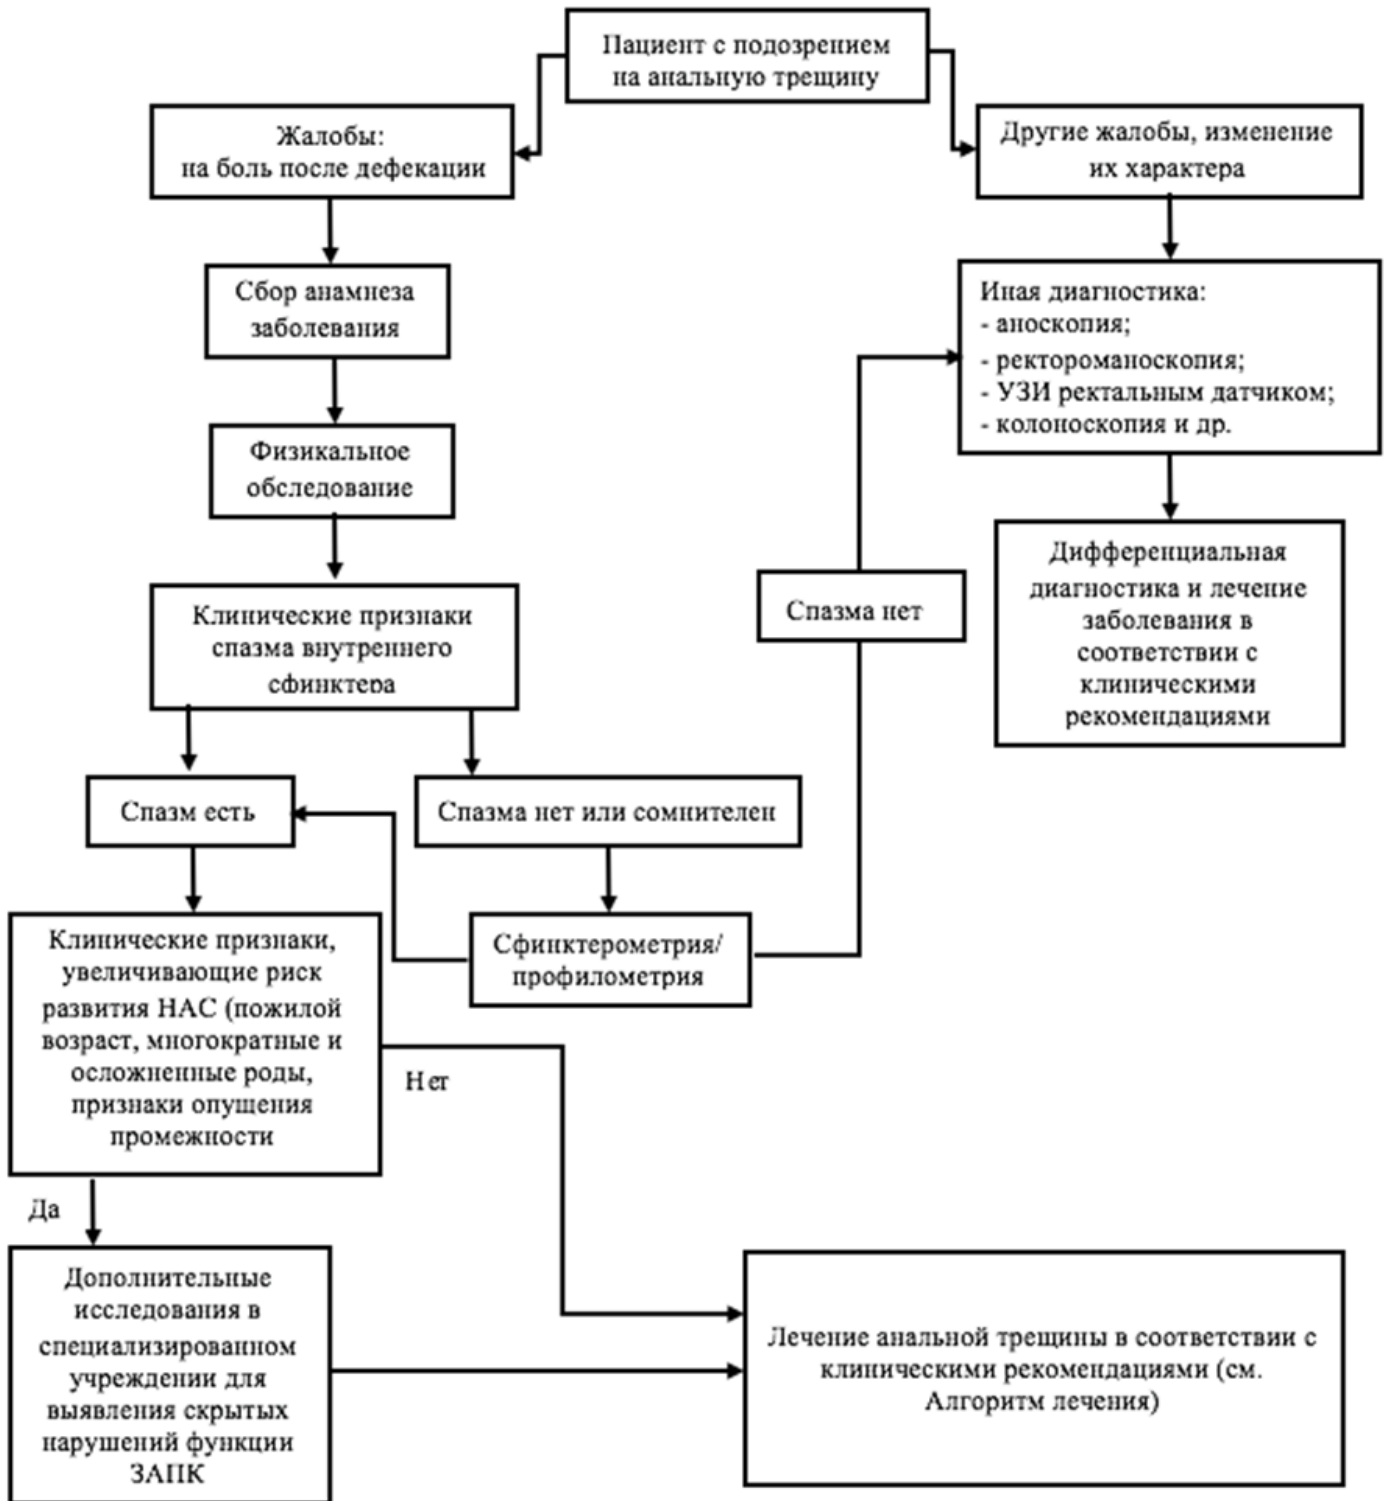 Пациент с подозрением
на анальную трещину
Жалобы:
на боль после дефекации
Другие жалобы, изменение
их характера
Сбор анамнеза
заболевания
Иная диагностика:
- аноскопия;
- ректороманоскопия;
- УЗИ ректальным датчиком;
- колоноскопия и др.
Физикальное
обследование
Дифференциальная
диагностика и лечение
заболевания в
соответствии с
клиническими
рекомендациями
Клинические признаки
спазма внутреннего
сфинктера
Спазма нет
Спазм есть
Спазма нет или сомнителен
Клинические признаки,
увеличивающие риск
развития НАС (пожилой
возраст, многократные и
осложненные роды,
признаки опущения
промежности
Сфинктерометрия/
профилометрия
Нет
Да
Дополнительные
исследования в
специализированном
учреждении для
выявления скрытых
нарушений функции
ЗАПК
Лечение анальной трещины в соответствии с
клиническими рекомендациями (см.
Алгоритм лечения)